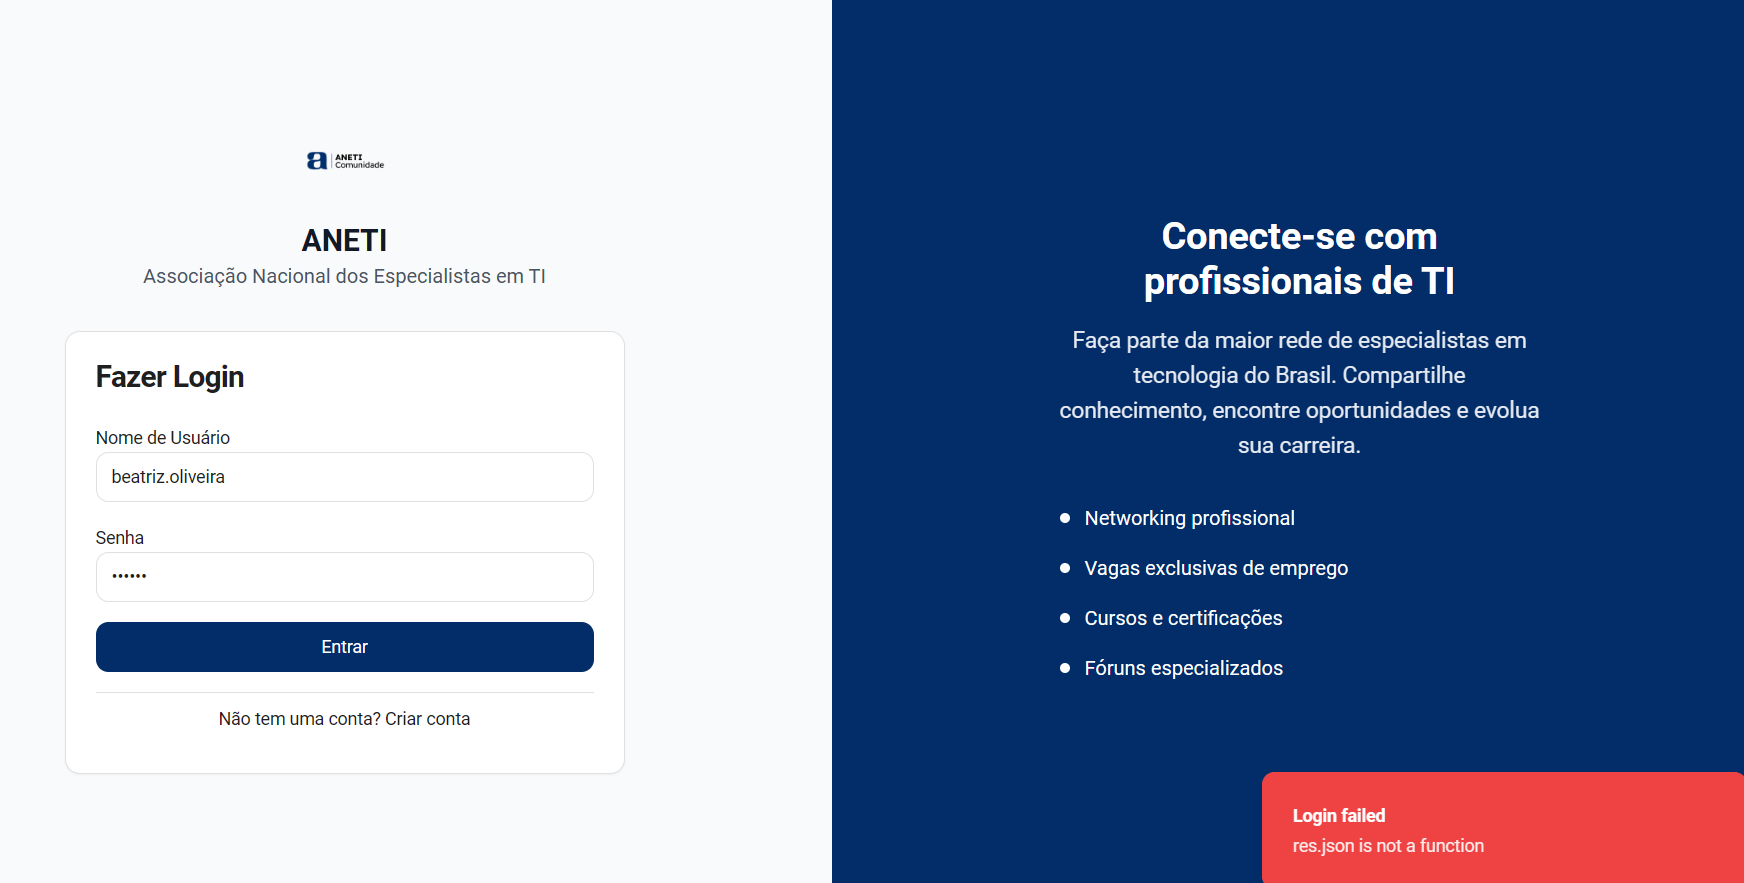 a ANETI
Comunidade
ANETI
Associação Nacional dos Especialistas em TI
Fazer Login
Nome de Usuário
beatriz.oliveira
Senha
••••••
Entrar
Não tem uma conta? Criar conta
Conecte-se com
profissionais de TI
Faça parte da maior rede de especialistas em
tecnologia do Brasil. Compartilhe
conhecimento, encontre oportunidades e evolua
sua carreira.
Networking profissional
Vagas exclusivas de emprego
Cursos e certificações
Fóruns especializados
Login failed
res.json is not a function